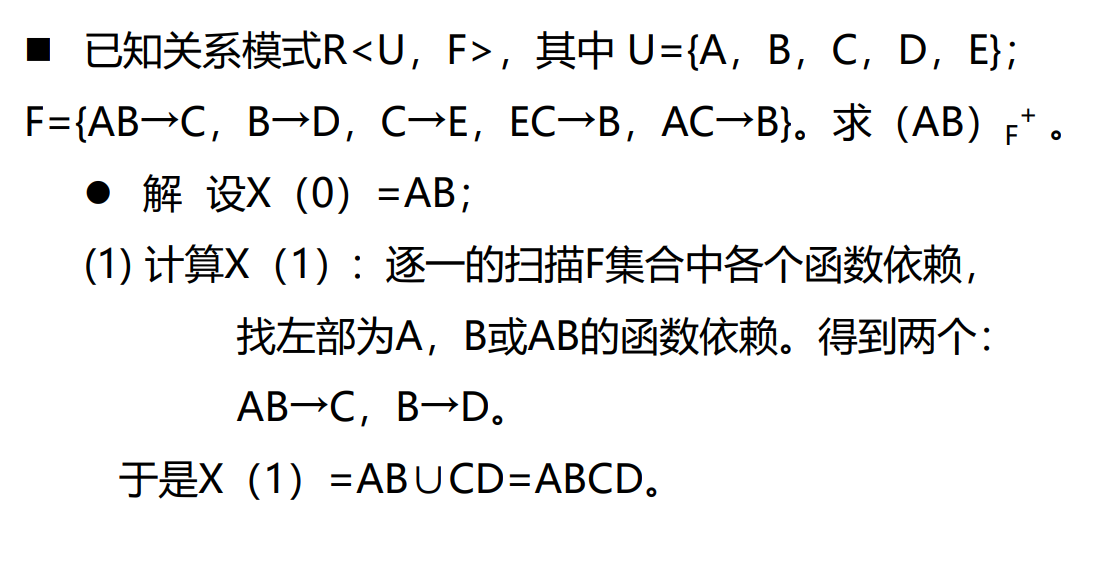 ■ 已知关系模式R<U，F>，其中 U={A，B，C，D，E}；
F={AB→C，B→D，C→E，EC→B，AC→B}。求（AB）F+ 。
● 解 设X（0）=AB；
(1) 计算X（1）：逐一的扫描F集合中各个函数依赖，
找左部为A，B或AB的函数依赖。得到两个：
AB→C，B→D。
于是X（1）=AB∪CD=ABCD。